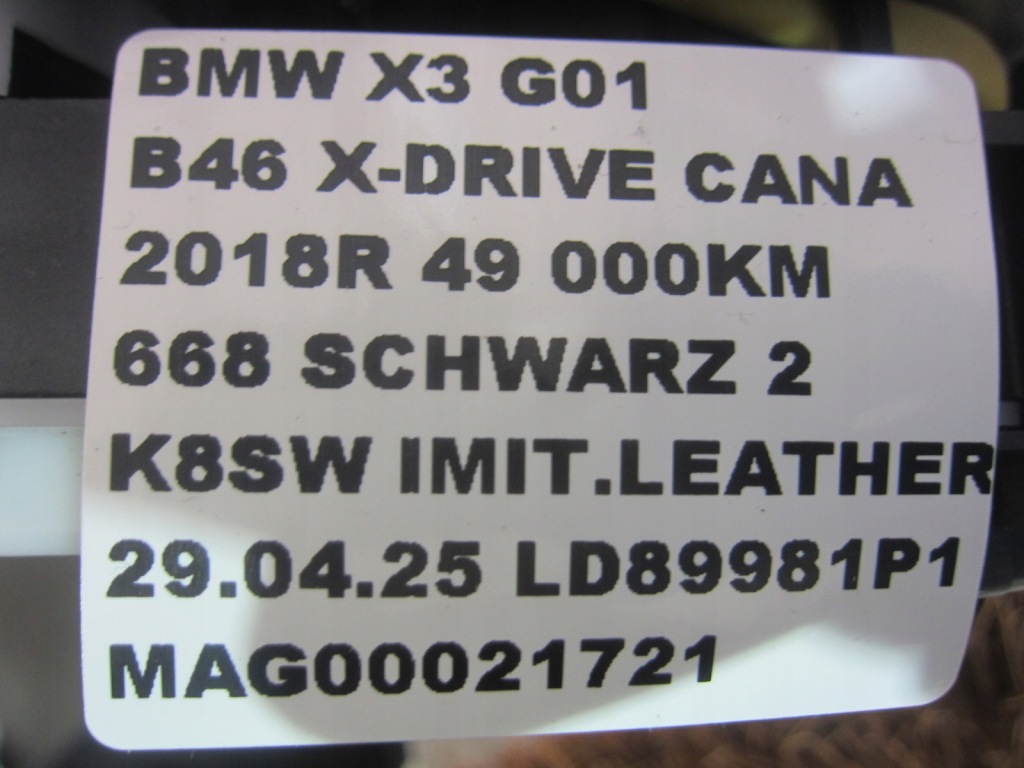 BMW X3 G01
B46 X-DRIVE CANA
2018R 49 000KM
668 SCHWARZ 2
K8SW IMIT.LEATHER
29.04.25 LD89981P1
MAG00021721